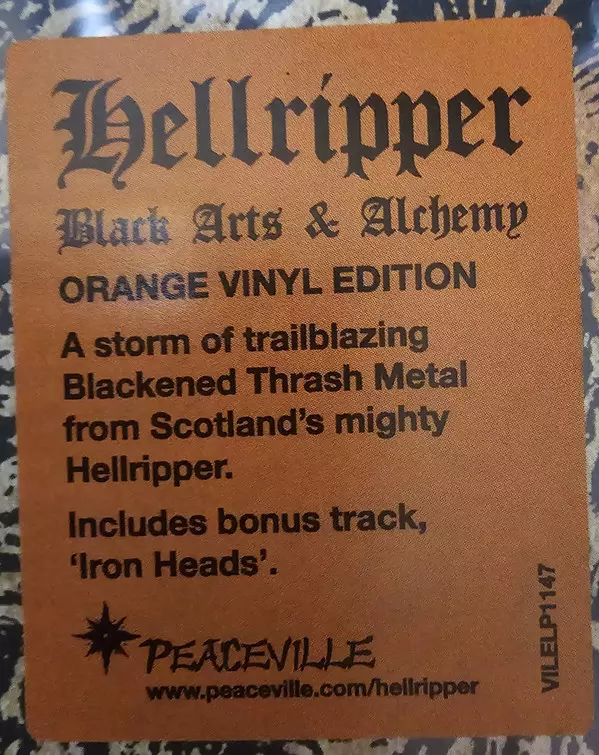 Hellripper
Black Arts & Alchemy
ORANGE VINYL EDITION
A storm of trailblazing
Blackened Thrash Metal
from Scotland's mighty
Hellripper.
Includes bonus track,
‘Iron Heads’.
PEACEVILLE
www.peaceville.com/hellripper
VILELP1147